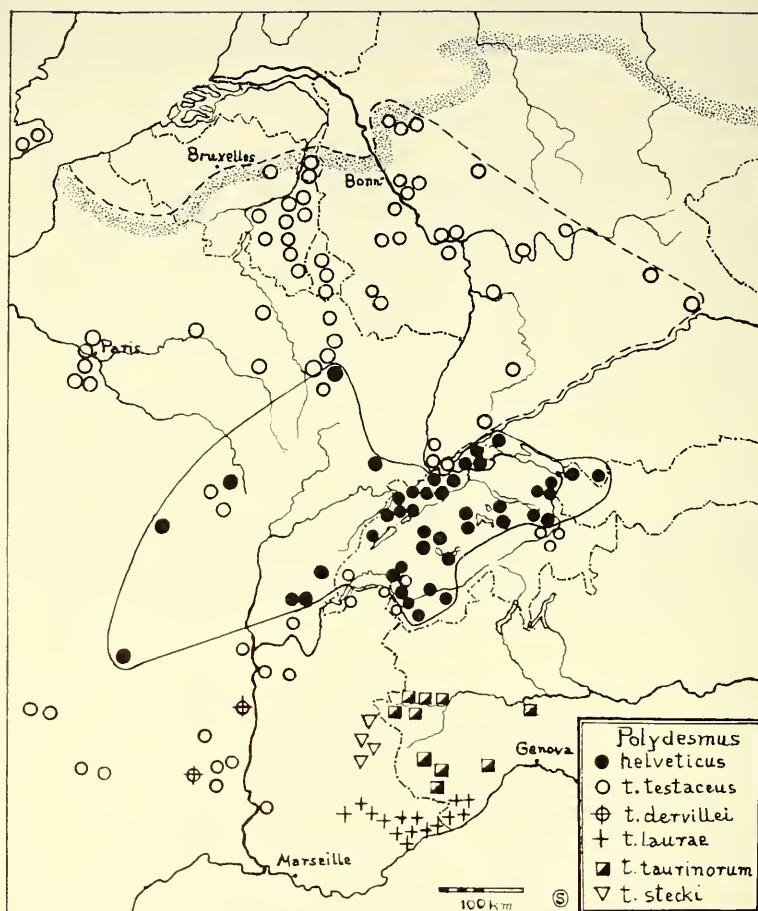 Bruxelles
Bonn
Paris
Genova
Marseille
100 km
S
Polydesmus
helveticus
t. testaceus
t. dervillei
t. laurae
t. taurinorum
t. stecki